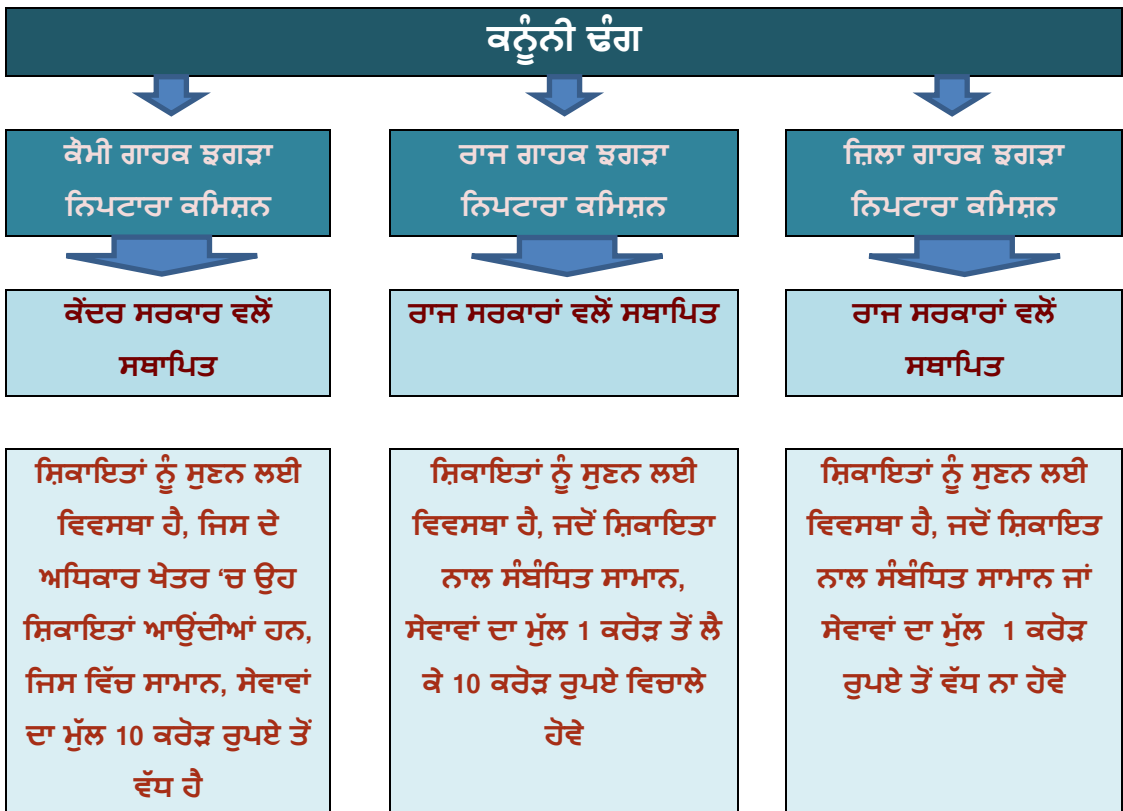 ਕਨੂੰਨੀ ਢੰਗ
ਕੌਮੀ ਗਾਹਕ ਝਗੜਾ
ਨਿਪਟਾਰਾ ਕਮਿਸ਼ਨ
ਕੇਂਦਰ ਸਰਕਾਰ ਵਲੋਂ
ਸਥਾਪਿਤ
ਸ਼ਿਕਾਇਤਾਂ ਨੂੰ ਸੁਣਨ ਲਈ
ਵਿਵਸਥਾ ਹੈ, ਜਿਸ ਦੇ
ਅਧਿਕਾਰ ਖੇਤਰ ‘ਚ ਉਹ
ਸ਼ਿਕਾਇਤਾਂ ਆਉਂਦੀਆਂ ਹਨ,
ਜਿਸ ਵਿੱਚ ਸਾਮਾਨ, ਸੇਵਾਵਾਂ
ਦਾ ਮੁੱਲ 10 ਕਰੋੜ ਰੁਪਏ ਤੋਂ
ਵੱਧ ਹੈ
ਰਾਜ ਗਾਹਕ ਝਗੜਾ
ਨਿਪਟਾਰਾ ਕਮਿਸ਼ਨ
ਰਾਜ ਸਰਕਾਰਾਂ ਵਲੋਂ ਸਥਾਪਿਤ
ਸ਼ਿਕਾਇਤਾਂ ਨੂੰ ਸੁਣਨ ਲਈ
ਵਿਵਸਥਾ ਹੈ, ਜਦੋਂ ਸ਼ਿਕਾਇਤਾ
ਨਾਲ ਸੰਬੰਧਿਤ ਸਾਮਾਨ,
ਸੇਵਾਵਾਂ ਦਾ ਮੁੱਲ 1 ਕਰੋੜ ਤੋਂ ਲੈ
ਕੇ 10 ਕਰੋੜ ਰੁਪਏ ਵਿਚਾਲੇ
ਹੋਵੇ
ਜ਼ਿਲਾ ਗਾਹਕ ਝਗੜਾ
ਨਿਪਟਾਰਾ ਕਮਿਸ਼ਨ
ਰਾਜ ਸਰਕਾਰਾਂ ਵਲੋਂ
ਸਥਾਪਿਤ
ਸ਼ਿਕਾਇਤਾਂ ਨੂੰ ਸੁਣਨ ਲਈ
ਵਿਵਸਥਾ ਹੈ, ਜਦੋਂ ਸ਼ਿਕਾਇਤ
ਨਾਲ ਸੰਬੰਧਿਤ ਸਾਮਾਨ ਜਾਂ
ਸੇਵਾਵਾਂ ਦਾ ਮੁੱਲ 1 ਕਰੋੜ
ਰੁਪਏ ਤੋਂ ਵੱਧ ਨਾ ਹੋਵੇ